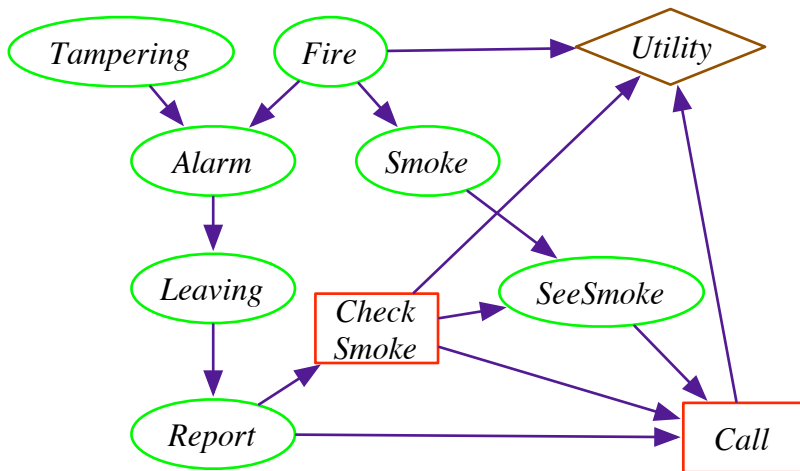 Tampering
Fire
Utility
Alarm
Smoke
Leaving
SeeSmoke
Check
Smoke
Report
Call